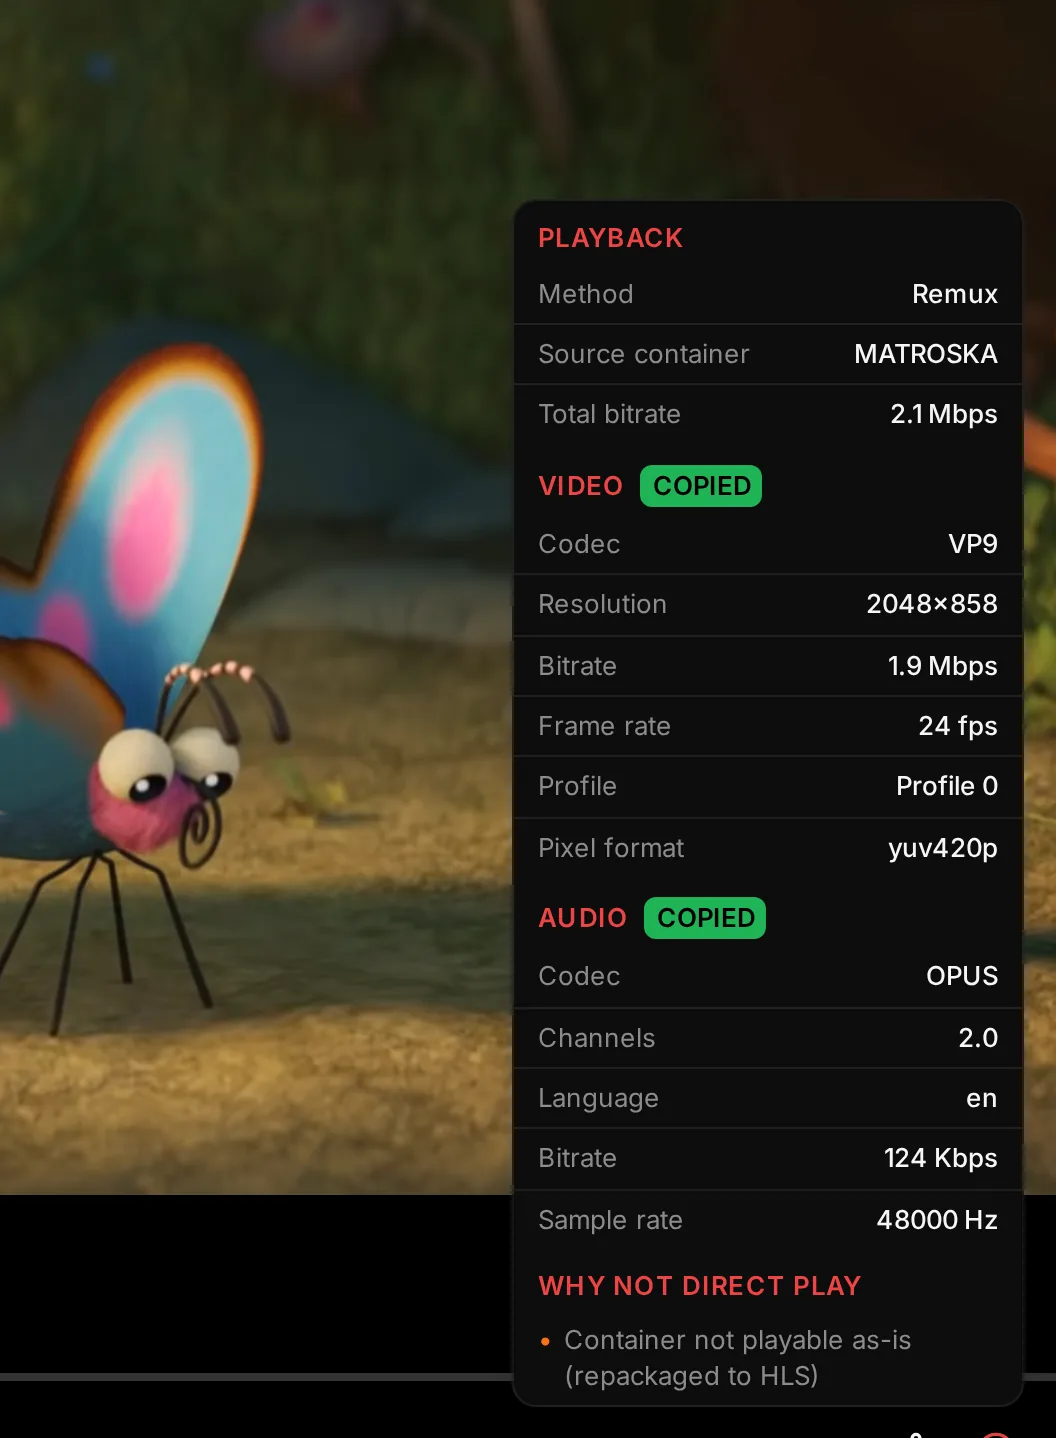 PLAYBACK
Method Remux
Source container MATROSKA
Total bitrate 2.1 Mbps
VIDEO COPIED
Codec VP9
Resolution 2048×858
Bitrate 1.9 Mbps
Frame rate 24 fps
Profile Profile 0
Pixel format yuv420p
AUDIO COPIED
Codec OPUS
Channels 2.0
Language en
Bitrate 124 Kbps
Sample rate 48000 Hz
WHY NOT DIRECT PLAY
• Container not playable as-is
(repackaged to HLS)